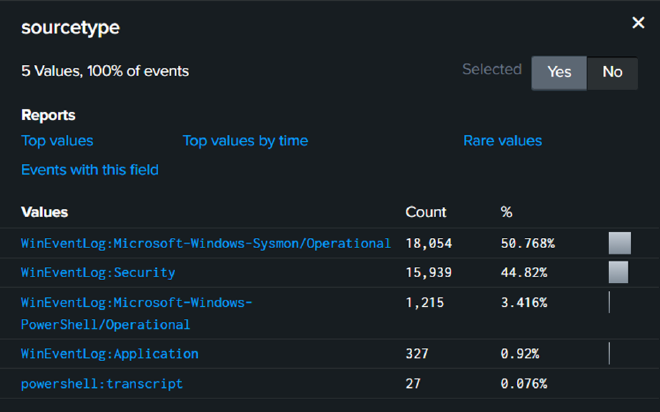 sourcetype
5 Values, 100% of events
Selected Yes No
Reports
Top values Top values by time Rare values
Events with this field
Values Count %
WinEventLog:Microsoft-Windows-Sysmon/Operational 18,054 50.768%
WinEventLog:Security 15,939 44.82%
WinEventLog:Microsoft-Windows- 1,215 3.416%
PowerShell/Operational
WinEventLog:Application 327 0.92%
powershell:transcript 27 0.076%